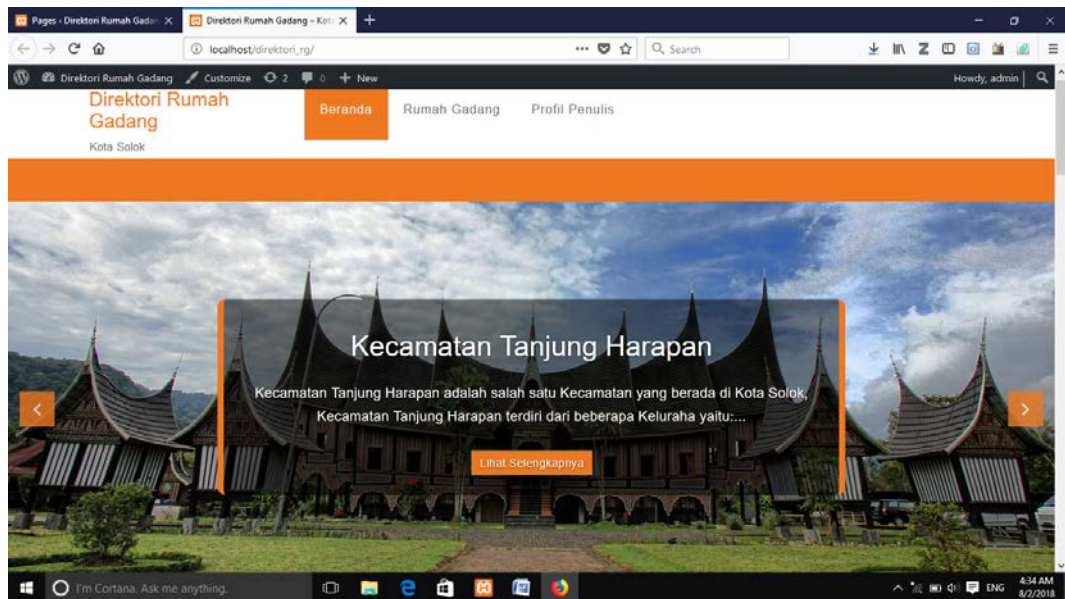 Pages ‹ Direktori Rumah Gadan
Direktori Rumah Gadang – Kot
localhost/direktori_rg/
Search
Direktori Rumah Gadang Customize 2 0 New
Howdy, admin
Direktori Rumah Gadang
Kota Solok
Beranda Rumah Gadang Profil Penulis
Kecamatan Tanjung Harapan
Kecamatan Tanjung Harapan adalah salah satu Kecamatan yang berada di Kota Solok,
Kecamatan Tanjung Harapan terdiri dari beberapa Keluraha yaitu:...
Lihat Selengkapnya
I'm Cortana. Ask me anything.
ENG
4:34 AM
8/2/2018